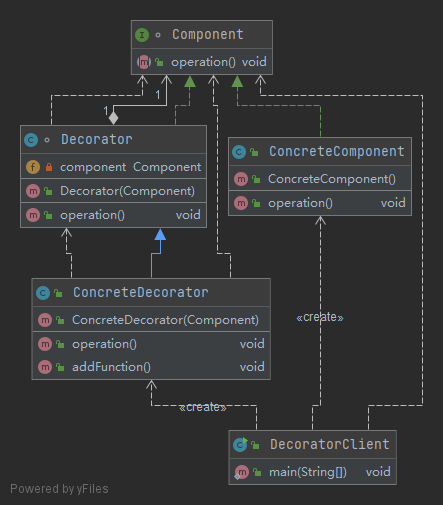 Component
operation() void
1
1
Decorator
component Component
Decorator(Component)
operation() void
ConcreteComponent
ConcreteComponent()
operation() void
ConcreteDecorator
ConcreteDecorator(Component)
operation() void
addFunction() void
«create»
«create»
DecoratorClient
main(String[]) void
Powered by yFiles